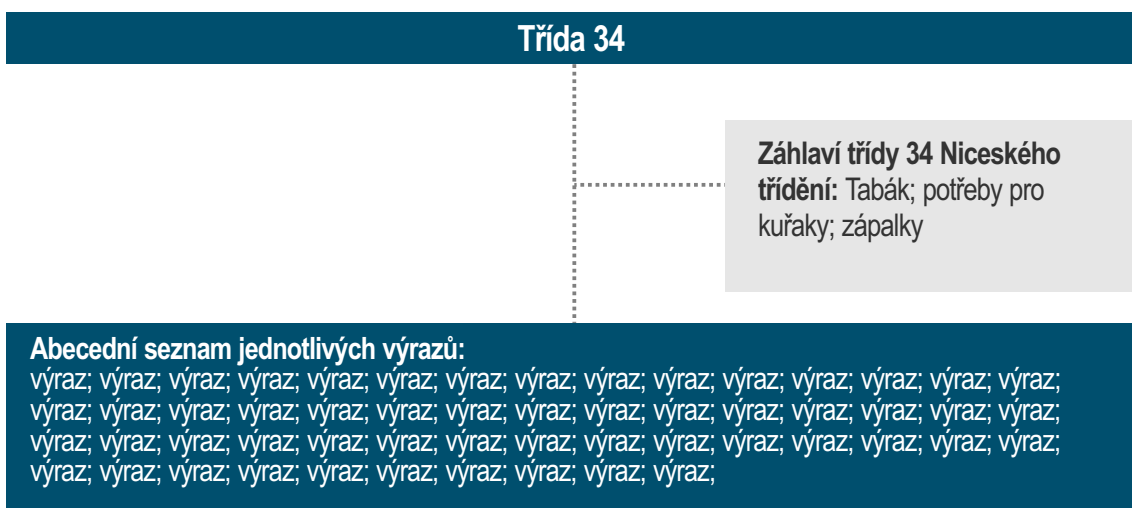 Třída 34
Záhlaví třídy 34 Niceského
třídění: Tabák; potřeby pro
kuřaky; zápalky
Abecední seznam jednotlivých výrazů:
výraz; výraz; výraz; výraz; výraz; výraz; výraz; výraz; výraz; výraz; výraz; výraz; výraz; výraz; výraz;
výraz; výraz; výraz; výraz; výraz; výraz; výraz; výraz; výraz; výraz; výraz; výraz; výraz; výraz; výraz;
výraz; výraz; výraz; výraz; výraz; výraz; výraz; výraz; výraz; výraz; výraz; výraz; výraz; výraz; výraz;
výraz; výraz; výraz; výraz; výraz; výraz; výraz; výraz; výraz; výraz;